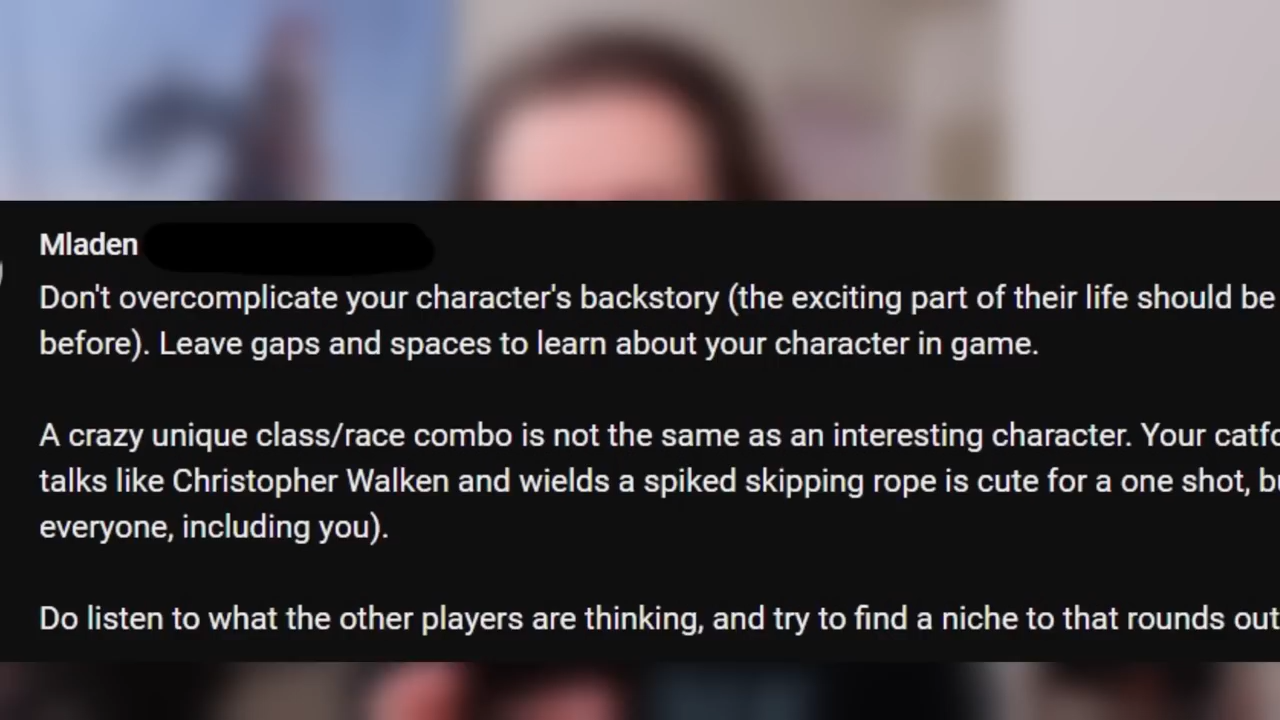 Mladen
Don't overcomplicate your character's backstory (the exciting part of their life should be
before). Leave gaps and spaces to learn about your character in game.
A crazy unique class/race combo is not the same as an interesting character. Your
talks like Christopher Walken and wields a spiked skipping rope is cute for a one shot,
everyone, including you).
Do listen to what the other players are thinking, and try to find a niche to that rounds out